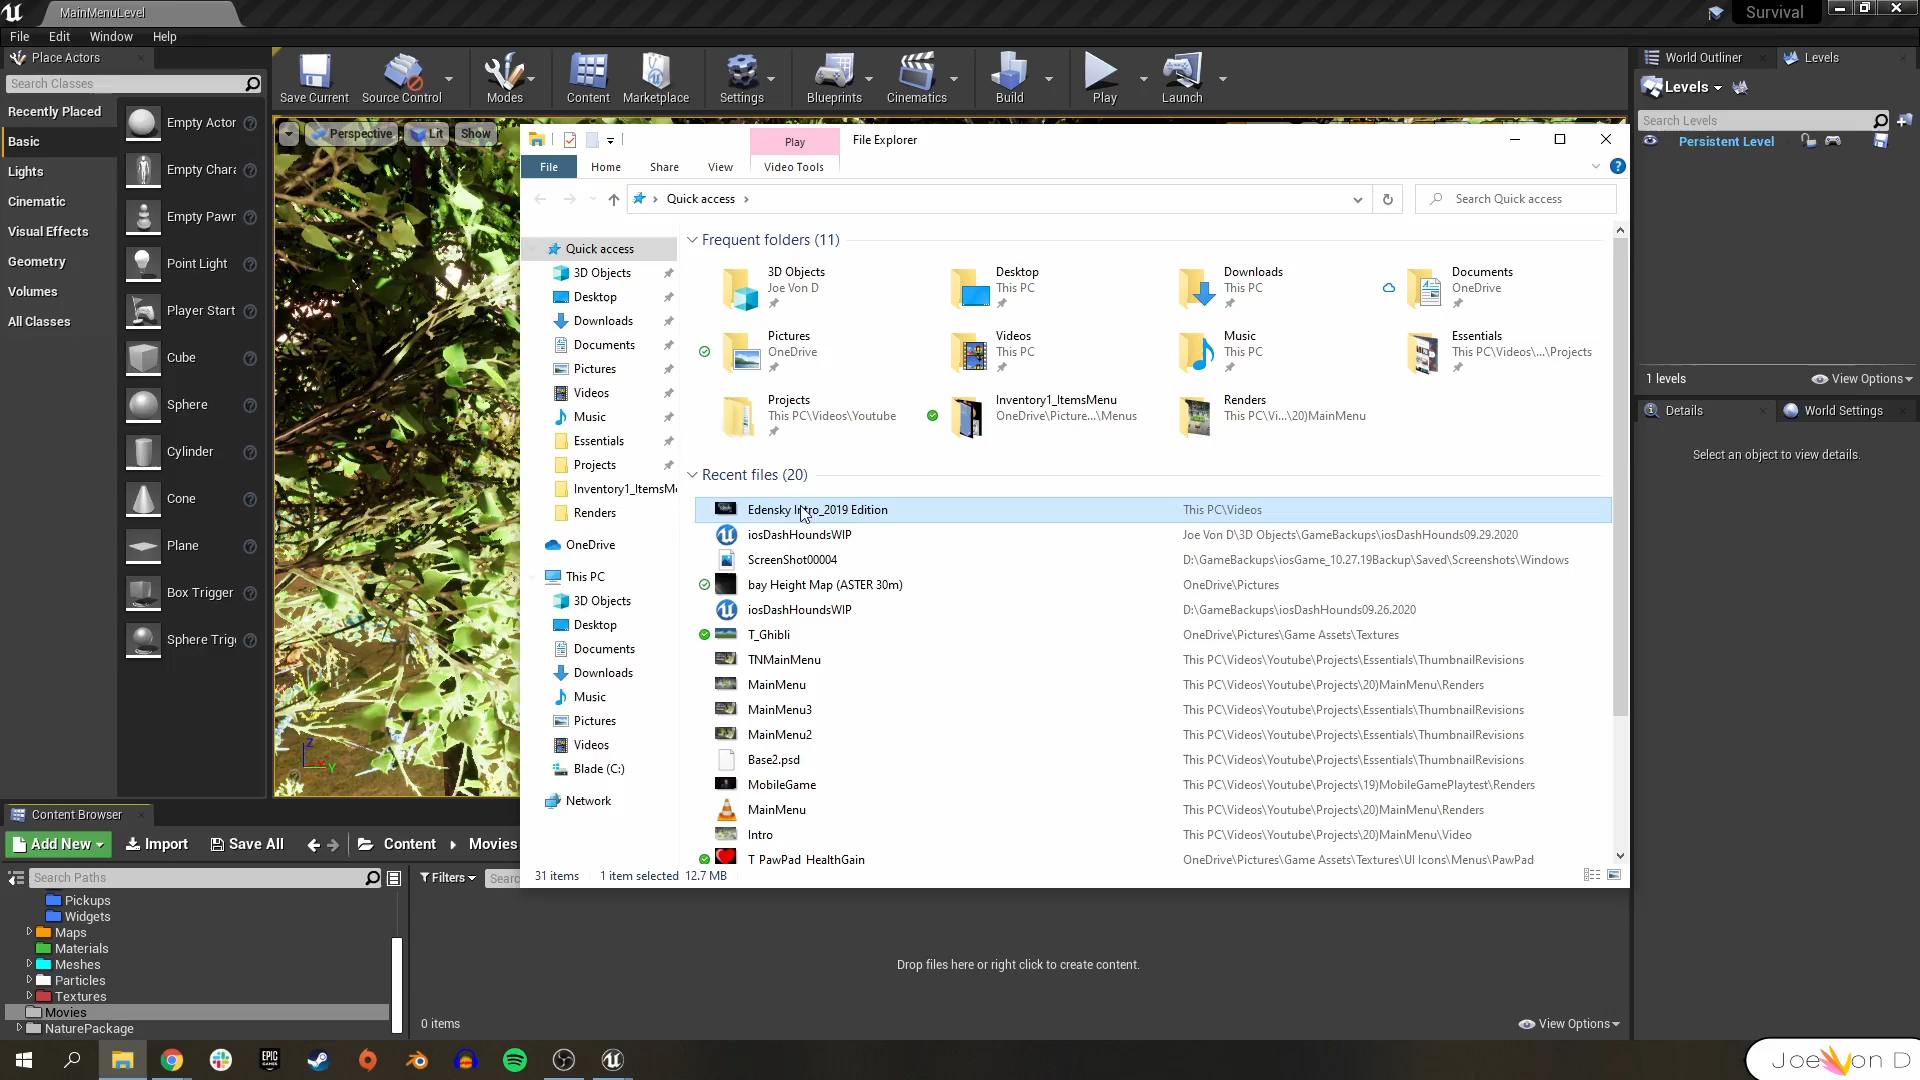 MainMenuLevel
Survival
File Edit Window Help
Place Actors
Search Classes
Recently Placed
Basic
Lights
Cinematic
Visual Effects
Geometry
Volumes
All Classes
Empty Actor
Empty Chara
Empty Pawn
Point Light
Player Start
Cube
Sphere
Cylinder
Cone
Plane
Box Trigger
Sphere Trig
Save Current
Source Control
Modes
Content
Marketplace
Settings
Blueprints
Cinematics
Build
Play
Launch
Perspective Lit Show
World Outliner
Levels
Levels
Search Levels
Persistent Level
1 levels
View Options
Details
World Settings
Select an object to view details.
Play
File Explorer
File Home Share View Video Tools
Quick access
Search Quick access
Quick access
3D Objects
Desktop
Downloads
Documents
Pictures
Videos
Music
Essentials
Projects
Inventory1_ItemsMe
Renders
OneDrive
This PC
3D Objects
Desktop
Documents
Downloads
Music
Pictures
Videos
Blade (C:)
Network
Frequent folders (11)
3D Objects
Joe Von D
Desktop
This PC
Downloads
This PC
Documents
OneDrive
Pictures
OneDrive
Videos
This PC
Music
This PC
Essentials
This PC\Videos\...\Projects
Projects
This PC\Videos\Youtube
Inventory1_ItemsMenu
OneDrive\Picture...\Menus
Renders
This PC\Vi...\20)MainMenu
Recent files (20)
Edensky Intro_2019 Edition This PC\Videos
iosDashHoundsWIP Joe Von D\3D Objects\GameBackups\iosDashHounds09.29.2020
ScreenShot00004 D:\GameBackups\iosGame_10.27.19Backup\Saved\Screenshots\Windows
bay Height Map (ASTER 30m) OneDrive\Pictures
iosDashHoundsWIP D:\GameBackups\iosDashHounds09.26.2020
T_Ghibli OneDrive\Pictures\Game Assets\Textures
TNMainMenu This PC\Videos\Youtube\Projects\Essentials\ThumbnailRevisions
MainMenu This PC\Videos\Youtube\Projects\20)MainMenu\Renders
MainMenu3 This PC\Videos\Youtube\Projects\Essentials\ThumbnailRevisions
MainMenu2 This PC\Videos\Youtube\Projects\Essentials\ThumbnailRevisions
Base2.psd This PC\Videos\Youtube\Projects\Essentials\ThumbnailRevisions
MobileGame This PC\Videos\Youtube\Projects\19)MobileGamePlaytest\Renders
MainMenu This PC\Videos\Youtube\Projects\20)MainMenu\Renders
Intro This PC\Videos\Youtube\Projects\20)MainMenu\Video
T_PawPad_HealthGain OneDrive\Pictures\Game Assets\Textures\UI Icons\Menus\PawPad
31 items 1 item selected 12.7 MB
Content Browser
Add New Import Save All Content Movies
Search Paths
Filters
Searc
Pickups
Widgets
Maps
Materials
Meshes
Particles
Textures
Movies
NaturePackage
Drop files here or right click to create content.
0 items
View Options
EPIC
GAMES
Joe Von D